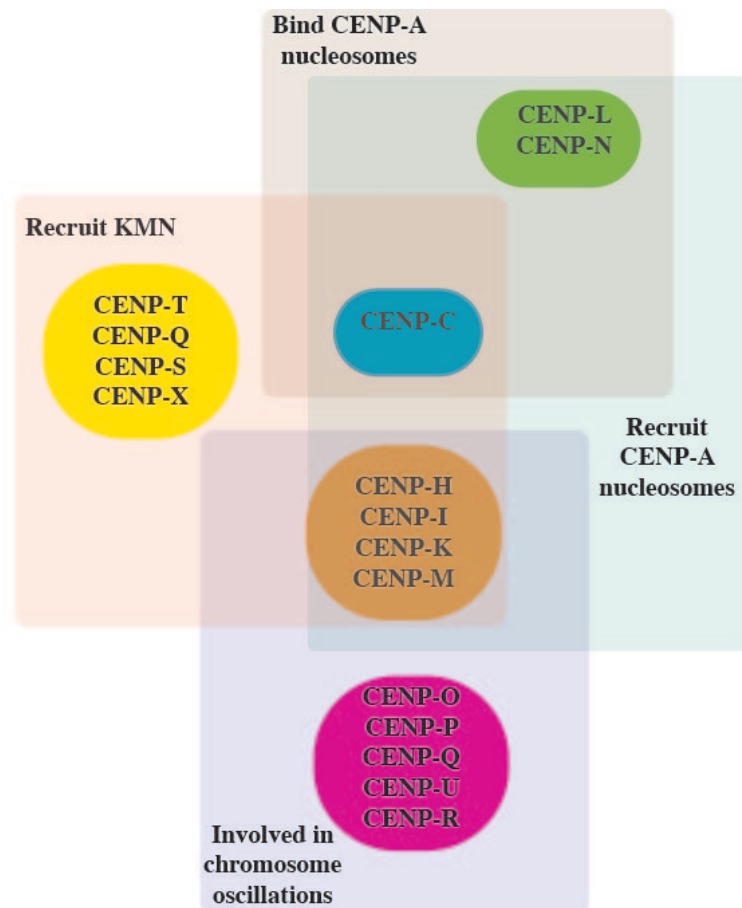 Bind CENP-A
nucleosomes
CENP-L
CENP-N
Recruit KMN
CENP-T
CENP-Q
CENP-S
CENP-X
CENP-C
Recruit
CENP-A
nucleosomes
CENP-H
CENP-I
CENP-K
CENP-M
CENP-O
CENP-P
CENP-Q
CENP-U
CENP-R
Involved in
chromosome
oscillations